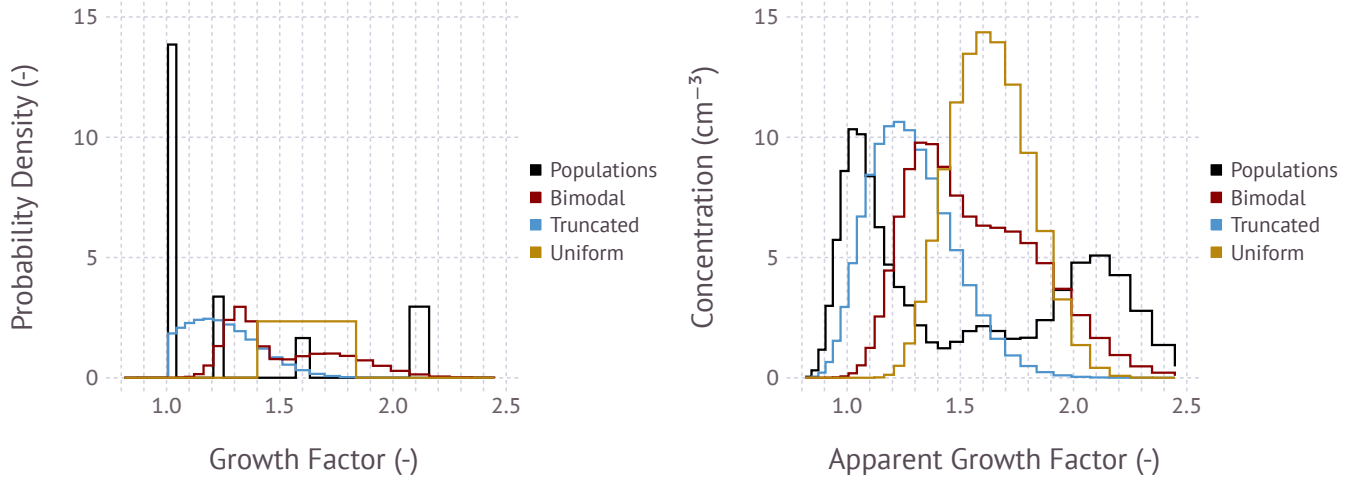 Probability Density (-)
15
10
5
0
1.0 1.5 2.0 2.5
Growth Factor (-)
Populations
Bimodal
Truncated
Uniform
Concentration (cm⁻³)
15
10
5
0
1.0 1.5 2.0 2.5
Apparent Growth Factor (-)
Populations
Bimodal
Truncated
Uniform